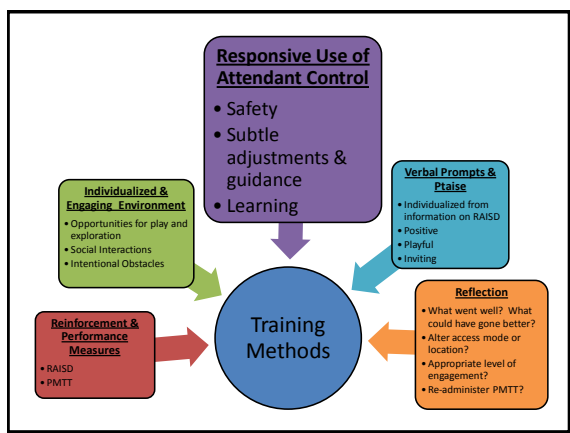 Responsive Use of
Attendant Control
• Safety
• Subtle
adjustments &
guidance
• Learning
Individualized &
Engaging Environment
• Opportunities for play and
exploration
• Social Interactions
• Intentional Obstacles
Verbal Prompts &
Ptaise
• Individualized from
information on RAISD
• Positive
• Playful
• Inviting
Reinforcement &
Performance
Measures
• RAISD
• PMTT
Training
Methods
Reflection
• What went well? What
could have gone better?
• Alter access mode or
location?
• Appropriate level of
engagement?
• Re-administer PMTT?